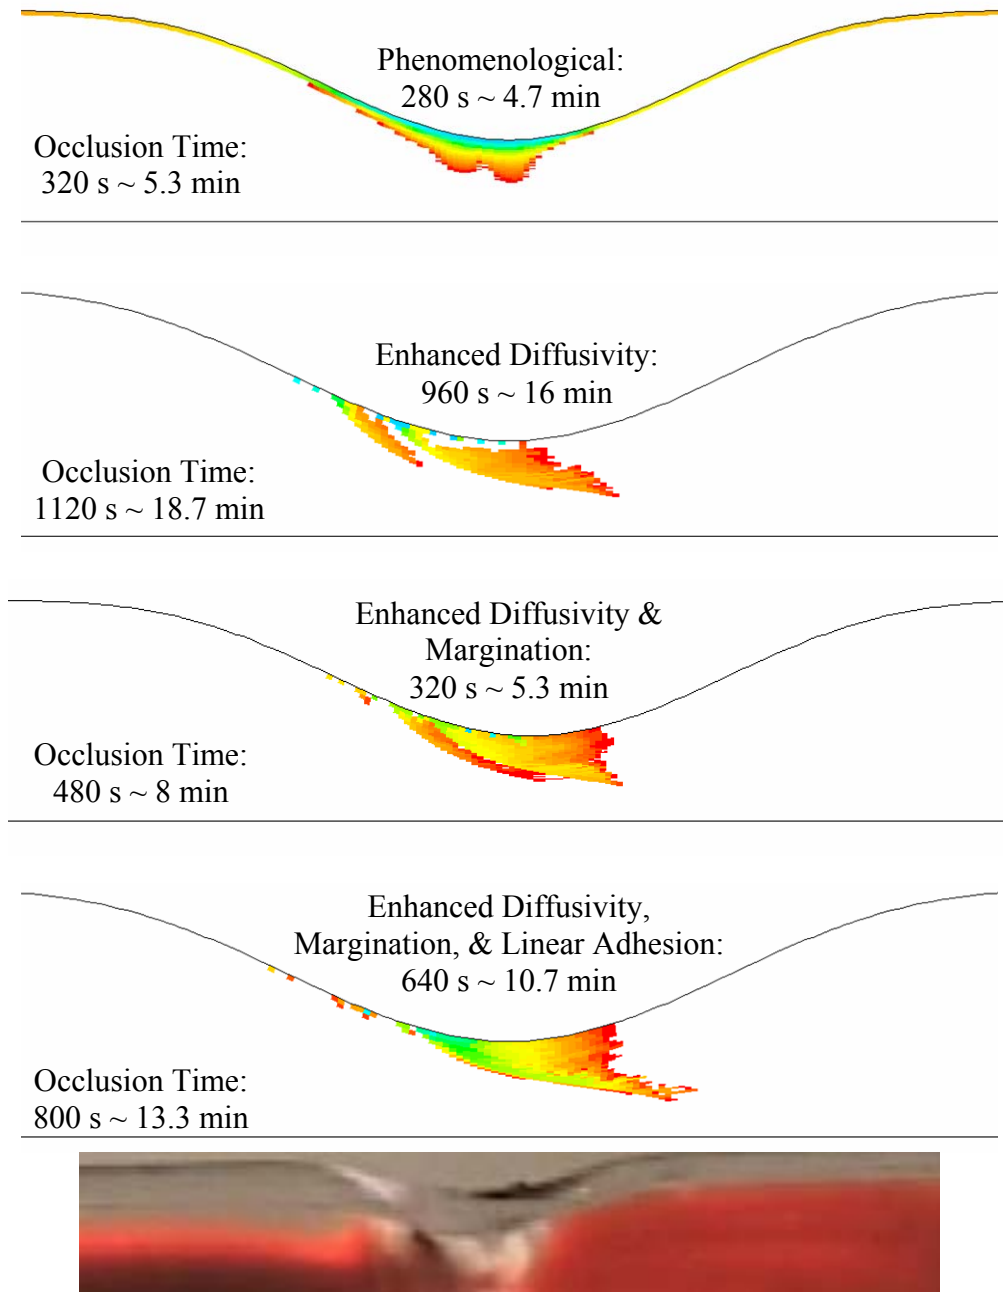 Phenomenological:
280 s ~ 4.7 min
Occlusion Time:
320 s ~ 5.3 min
Enhanced Diffusivity:
960 s ~ 16 min
Occlusion Time:
1120 s ~ 18.7 min
Enhanced Diffusivity &
Margination:
320 s ~ 5.3 min
Occlusion Time:
480 s ~ 8 min
Enhanced Diffusivity,
Margination, & Linear Adhesion:
640 s ~ 10.7 min
Occlusion Time:
800 s ~ 13.3 min